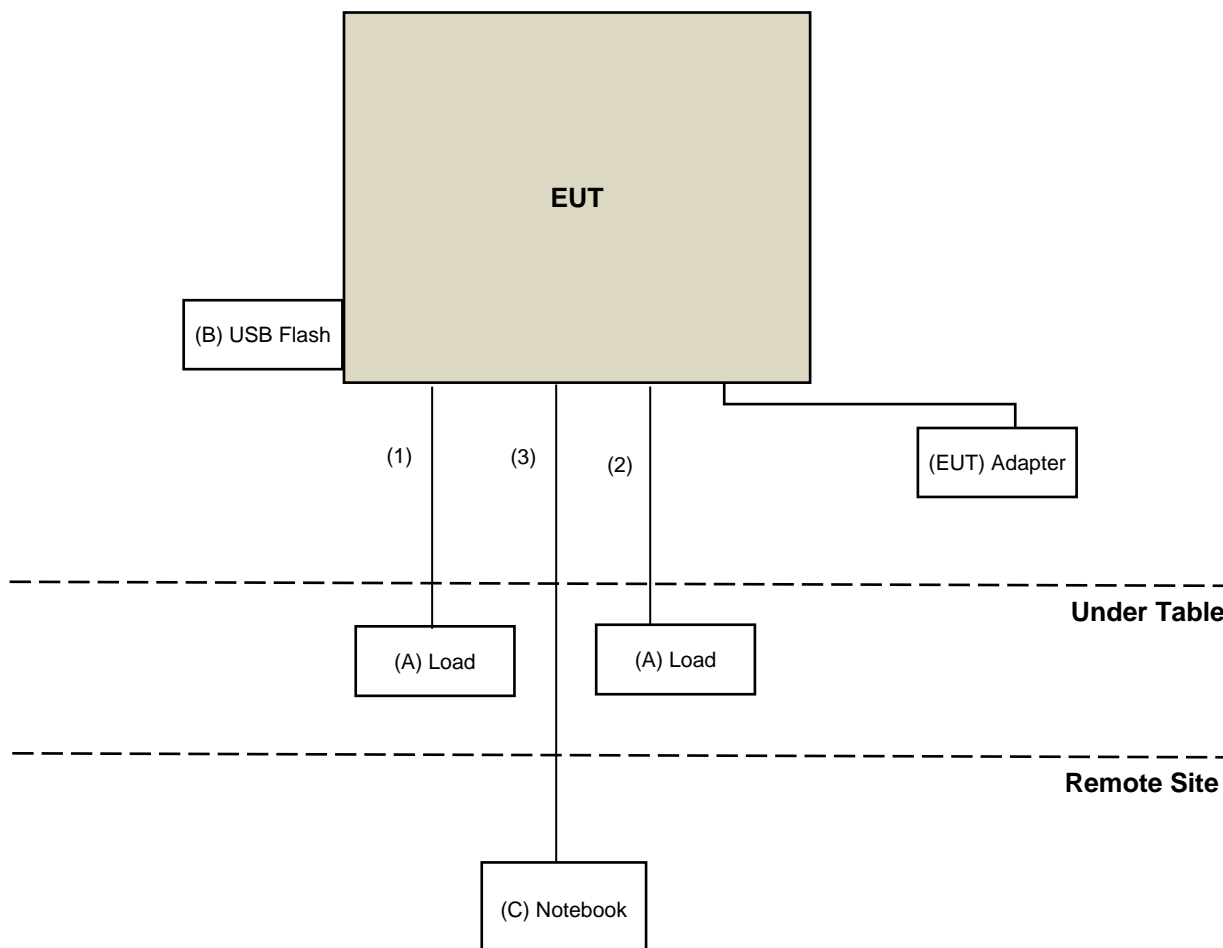 EUT
(B) USB Flash
(1)
(3)
(2)
(EUT) Adapter
Under Table
(A) Load
(A) Load
Remote Site
(C) Notebook